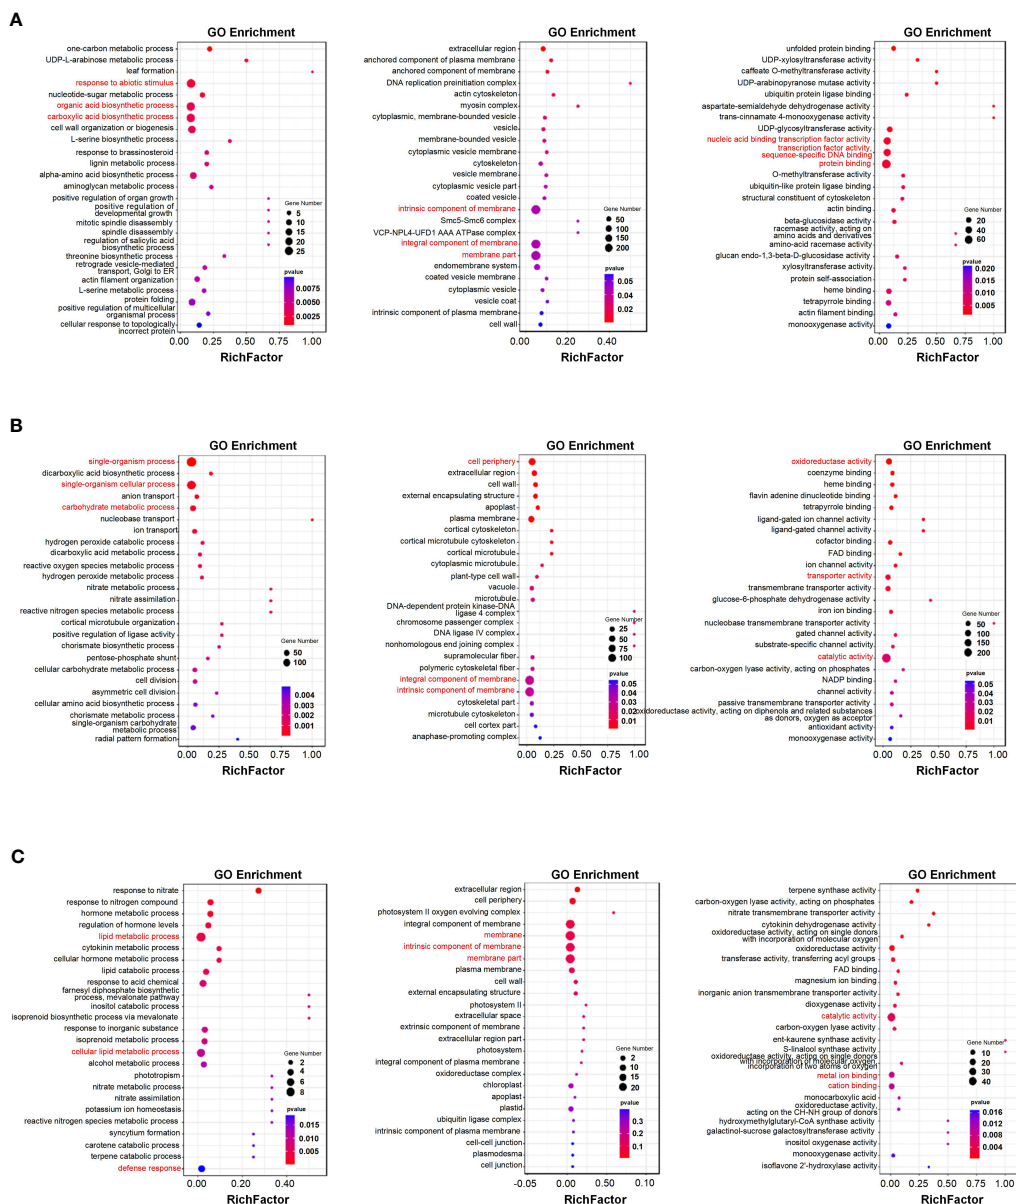 A
GO Enrichment
one-carbon metabolic process
UDP-L-arabinose metabolic process
leaf formation
response to abiotic stimulus
nucleotide-sugar metabolic process
organic acid biosynthetic process
carboxylic acid biosynthetic process
cell wall organization or biogenesis
L-serine biosynthetic process
response to brassinosteroid
lignin metabolic process
alpha-amino acid biosynthetic process
aminoglycan metabolic process
positive regulation of organ growth
positive regulation of
developmental growth
mitotic spindle disassembly
spindle disassembly
regulation of salicylic acid
biosynthetic process
threonine biosynthetic process
retrograde vesicle-mediated
transport, Golgi to ER
actin filament organization
L-serine metabolic process
protein folding
positive regulation of multicellular
organismal process
cellular response to topologically
incorrect protein
Gene Number
5
10
15
20
25
pvalue
0.0075
0.0050
0.0025
0.00 0.25 0.50 0.75 1.00
RichFactor
GO Enrichment
extracellular region
anchored component of plasma membrane
anchored component of membrane
DNA replication preinitiation complex
actin cytoskeleton
myosin complex
cytoplasmic, membrane-bounded vesicle
vesicle
membrane-bounded vesicle
cytoplasmic vesicle membrane
cytoskeleton
vesicle membrane
cytoplasmic vesicle part
coated vesicle
intrinsic component of membrane
Smc5-Smc6 complex
VCP-NPL4-UFD1 AAA ATPase complex
integral component of membrane
membrane part
endomembrane system
coated vesicle membrane
cytoplasmic vesicle
vesicle coat
intrinsic component of plasma membrane
cell wall
Gene Number
50
100
150
200
pvalue
0.05
0.04
0.03
0.02
0.00 0.20 0.40
RichFactor
GO Enrichment
unfolded protein binding
UDP-xylosyltransferase activity
caffeate O-methyltransferase activity
UDP-arabinopyranose mutase activity
ubiquitin protein ligase binding
aspartate-semialdehyde dehydrogenase activity
trans-cinnamate 4-monooxygenase activity
UDP-glycosyltransferase activity
nucleic acid binding transcription factor activity
transcription factor activity,
sequence-specific DNA binding
protein binding
O-methyltransferase activity
ubiquitin-like protein ligase binding
structural constituent of cytoskeleton
actin binding
beta-glucosidase activity
racemase activity, acting on
amino acids and derivatives
amino-acid racemase activity
glucan endo-1,3-beta-D-glucosidase activity
xylosyltransferase activity
protein self-association
heme binding
tetrapyrrole binding
actin filament binding
monooxygenase activity
Gene Number
20
40
60
pvalue
0.020
0.015
0.010
0.005
0.00 0.25 0.50 0.75 1.00
RichFactor
B
GO Enrichment
single-organism process
dicarboxylic acid biosynthetic process
single-organism cellular process
anion transport
carbohydrate metabolic process
nucleobase transport
ion transport
hydrogen peroxide catabolic process
dicarboxylic acid metabolic process
reactive oxygen species metabolic process
hydrogen peroxide metabolic process
nitrate metabolic process
nitrate assimilation
reactive nitrogen species metabolic process
cortical microtubule organization
positive regulation of ligase activity
chorismate biosynthetic process
pentose-phosphate shunt
cellular carbohydrate metabolic process
cell division
asymmetric cell division
cellular amino acid biosynthetic process
chorismate metabolic process
single-organism carbohydrate
metabolic process
radial pattern formation
Gene Number
50
100
pvalue
0.004
0.003
0.002
0.001
0.00 0.25 0.50 0.75 1.00
RichFactor
GO Enrichment
cell periphery
extracellular region
cell wall
external encapsulating structure
apoplast
plasma membrane
cortical cytoskeleton
cortical microtubule cytoskeleton
cortical microtubule
cytoplasmic microtubule
plant-type cell wall
vacuole
microtubule
DNA-dependent protein kinase-DNA
ligase 4 complex
chromosome passenger complex
DNA ligase IV complex
nonhomologous end joining complex
supramolecular fiber
polymeric cytoskeletal fiber
integral component of membrane
intrinsic component of membrane
cytoskeletal part
microtubule cytoskeleton
cell cortex part
anaphase-promoting complex
Gene Number
25
50
75
100
pvalue
0.05
0.04
0.03
0.02
0.01
0.00 0.25 0.50 0.75 1.00
RichFactor
GO Enrichment
oxidoreductase activity
coenzyme binding
heme binding
flavin adenine dinucleotide binding
tetrapyrrole binding
ligand-gated ion channel activity
ligand-gated channel activity
cofactor binding
FAD binding
ion channel activity
transporter activity
transmembrane transporter activity
glucose-6-phosphate dehydrogenase activity
iron ion binding
nucleobase transmembrane transporter activity
gated channel activity
substrate-specific channel activity
catalytic activity
carbon-oxygen lyase activity, acting on phosphates
NADP binding
channel activity
passive transmembrane transporter activity
oxidoreductase activity, acting on diphenols and related substances
as donors, oxygen as acceptor
antioxidant activity
monooxygenase activity
Gene Number
50
100
150
200
pvalue
0.05
0.04
0.03
0.02
0.01
0.00 0.25 0.50 0.75 1.00
RichFactor
C
GO Enrichment
response to nitrate
response to nitrogen compound
hormone metabolic process
regulation of hormone levels
lipid metabolic process
cytokinin metabolic process
cellular hormone metabolic process
lipid catabolic process
response to acid chemical
farnesyl diphosphate biosynthetic
process, mevalonate pathway
inositol catabolic process
isoprenoid biosynthetic process via mevalonate
response to inorganic substance
isoprenoid metabolic process
cellular lipid metabolic process
alcohol metabolic process
phototropism
nitrate metabolic process
nitrate assimilation
potassium ion homeostasis
reactive nitrogen species metabolic process
syncytium formation
carotene catabolic process
terpene catabolic process
defense response
Gene Number
2
4
6
8
pvalue
0.015
0.010
0.005
0.00 0.20 0.40
RichFactor
GO Enrichment
extracellular region
cell periphery
photosystem II oxygen evolving complex
integral component of membrane
membrane
intrinsic component of membrane
membrane part
plasma membrane
cell wall
external encapsulating structure
photosystem II
extracellular space
extrinsic component of membrane
extracellular region part
photosystem
integral component of plasma membrane
oxidoreductase complex
chloroplast
apoplast
plastid
ubiquitin ligase complex
intrinsic component of plasma membrane
cell-cell junction
plasmodesma
cell junction
Gene Number
2
10
15
20
pvalue
0.3
0.2
0.1
-0.05 0.00 0.05 0.10
RichFactor
GO Enrichment
terpene synthase activity
carbon-oxygen lyase activity, acting on phosphates
nitrate transmembrane transporter activity
cytokinin dehydrogenase activity
oxidoreductase activity, acting on single donors
with incorporation of molecular oxygen
oxidoreductase activity
transferase activity, transferring acyl groups
FAD binding
magnesium ion binding
inorganic anion transmembrane transporter activity
dioxygenase activity
catalytic activity
carbon-oxygen lyase activity
ent-kaurene synthase activity
S-linalool synthase activity
oxidoreductase activity, acting on single donors
with incorporation of molecular oxygen,
incorporation of two atoms of oxygen
metal ion binding
cation binding
monocarboxylic acid
oxidoreductase activity,
acting on the CH-NH group of donors
hydroxymethylglutaryl-CoA synthase activity
galactinol-sucrose galactosyltransferase activity
inositol oxygenase activity
monooxygenase activity
isoflavone 2'-hydroxylase activity
Gene Number
10
20
30
40
pvalue
0.016
0.012
0.008
0.004
0.00 0.25 0.50 0.75 1.00
RichFactor